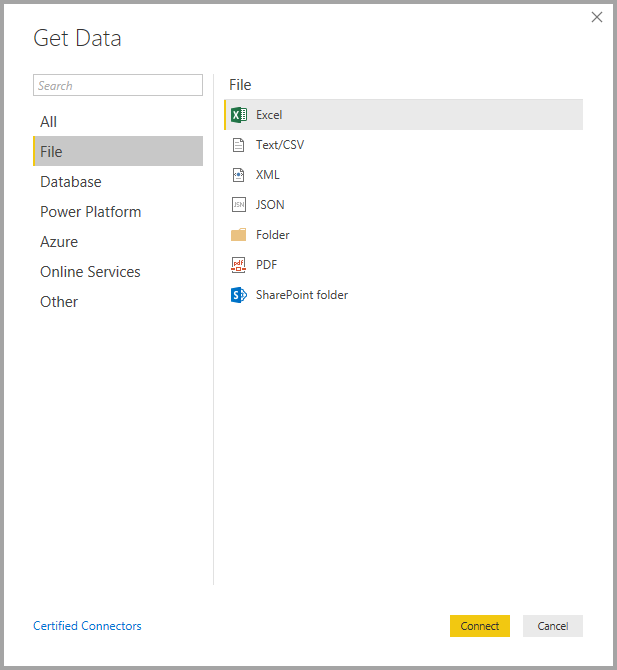 Get Data
Search
All
File
Database
Power Platform
Azure
Online Services
Other
File
Excel
Text/CSV
XML
JSON
Folder
PDF
SharePoint folder
Certified Connectors
Connect
Cancel